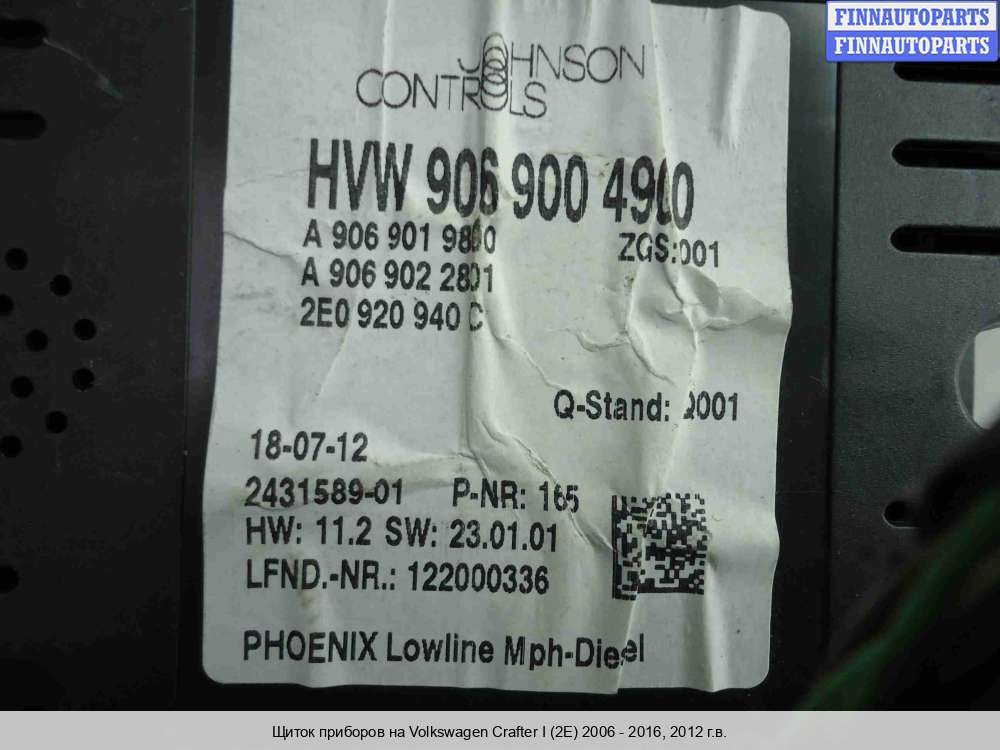 FINNAUTOPARTS
FINNAUTOPARTS
JOHNSON
CONTROLS
HVW 906 900 4900
A 906 901 9800 ZGS:001
A 906 902 2801
2E0 920 940 C
Q-Stand: Q001
18-07-12
2431589-01 P-NR: 165
HW: 11.2 SW: 23.01.01
LFND.-NR.: 122000336
PHOENIX Lowline Mph-Diesel
Щиток приборов на Volkswagen Crafter I (2E) 2006 - 2016, 2012 г.в.